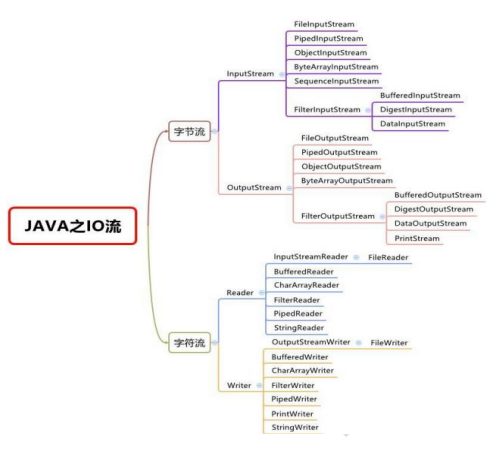 JAVA之IO流
字节流
InputStream
FileInputStream
PipedInputStream
ObjectInputStream
ByteArrayInputStream
SequenceInputStream
FilterInputStream
BufferedInputStream
DigestInputStream
DataInputStream
OutputStream
FileOutputStream
PipedOutputStream
ObjectOutputStream
ByteArrayOutputStream
FilterOutputStream
BufferedOutputStream
DigestOutputStream
DataOutputStream
PrintStream
字符流
Reader
InputStreamReader
FileReader
BufferedReader
CharArrayReader
FilterReader
PipedReader
StringReader
Writer
OutputStreamWriter
FileWriter
BufferedWriter
CharArrayWriter
FilterWriter
PipedWriter
PrintWriter
StringWriter